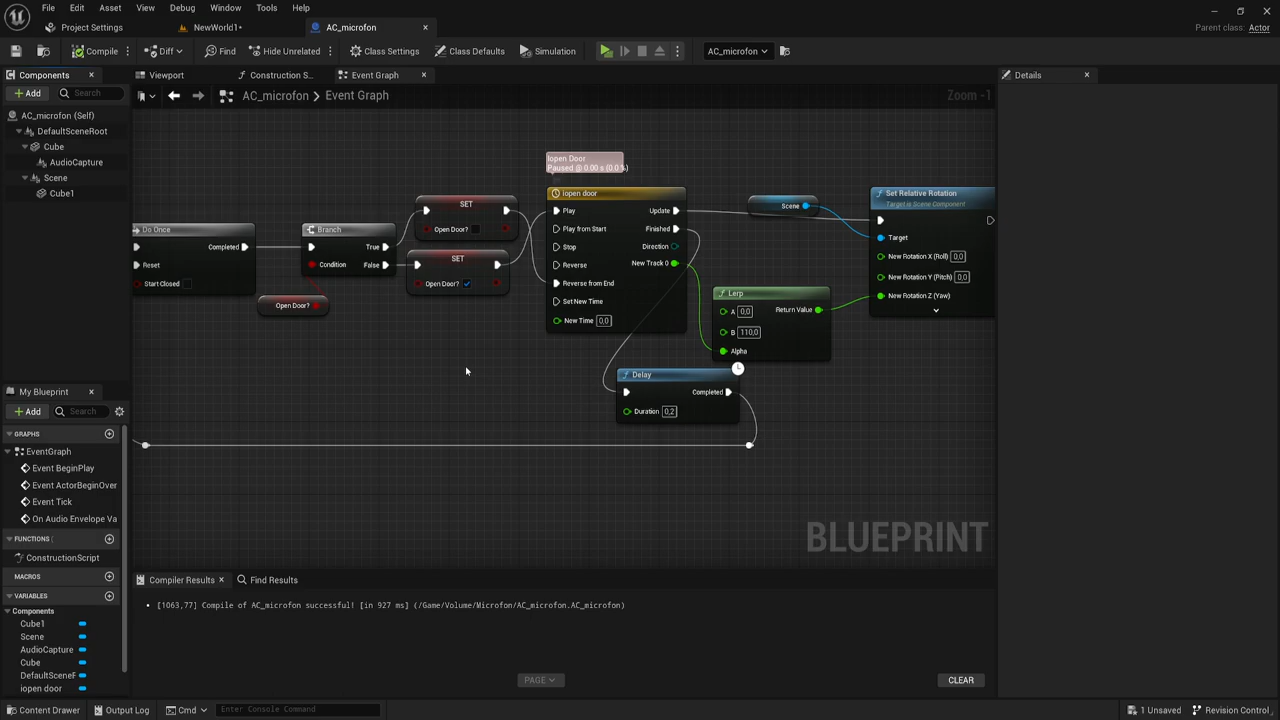 File Edit Asset View Debug Window Tools Help
Project Settings NewWorld1* AC_microfon
Parent class: Actor
Compile Diff Find Hide Unrelated Class Settings Class Defaults Simulation AC_microfon
Components
Viewport Construction S... Event Graph
Details
Add Search
AC_microfon > Event Graph
Zoom -1
AC_microfon (Self)
DefaultSceneRoot
Cube
AudioCapture
Scene
Cube1
Iopen Door
Paused @ 0.00 s (0.0 %)
Do Once
Completed
Reset
Start Closed
Branch
True
Condition False
Open Door?
SET
Open Door?
SET
Open Door?
Iopen door
Play Update
Play from Start Finished
Stop Direction
Reverse New Track 0
Reverse from End
Set New Time
New Time 0,0
Scene
Set Relative Rotation
Target is Scene Component
Target
New Rotation X (Roll) 0,0
New Rotation Y (Pitch) 0,0
New Rotation Z (Yaw)
Lerp
A 0,0 Return Value
B 110,0
Alpha
Delay
Completed
Duration 0,2
BLUEPRINT
My Blueprint
Add Search
GRAPHS
EventGraph
Event BeginPlay
Event ActorBeginOver
Event Tick
On Audio Envelope Va
FUNCTIONS (
ConstructionScript
MACROS
VARIABLES
Components
Cube1
Scene
AudioCapture
Cube
DefaultSceneF
Iopen door
Compiler Results Find Results
• [1063,77] Compile of AC_microfon successful! [in 927 ms] (/Game/Volume/Microfon/AC_microfon.AC_microfon)
PAGE
CLEAR
Content Drawer Output Log Cmd Enter Console Command
1 Unsaved Revision Control